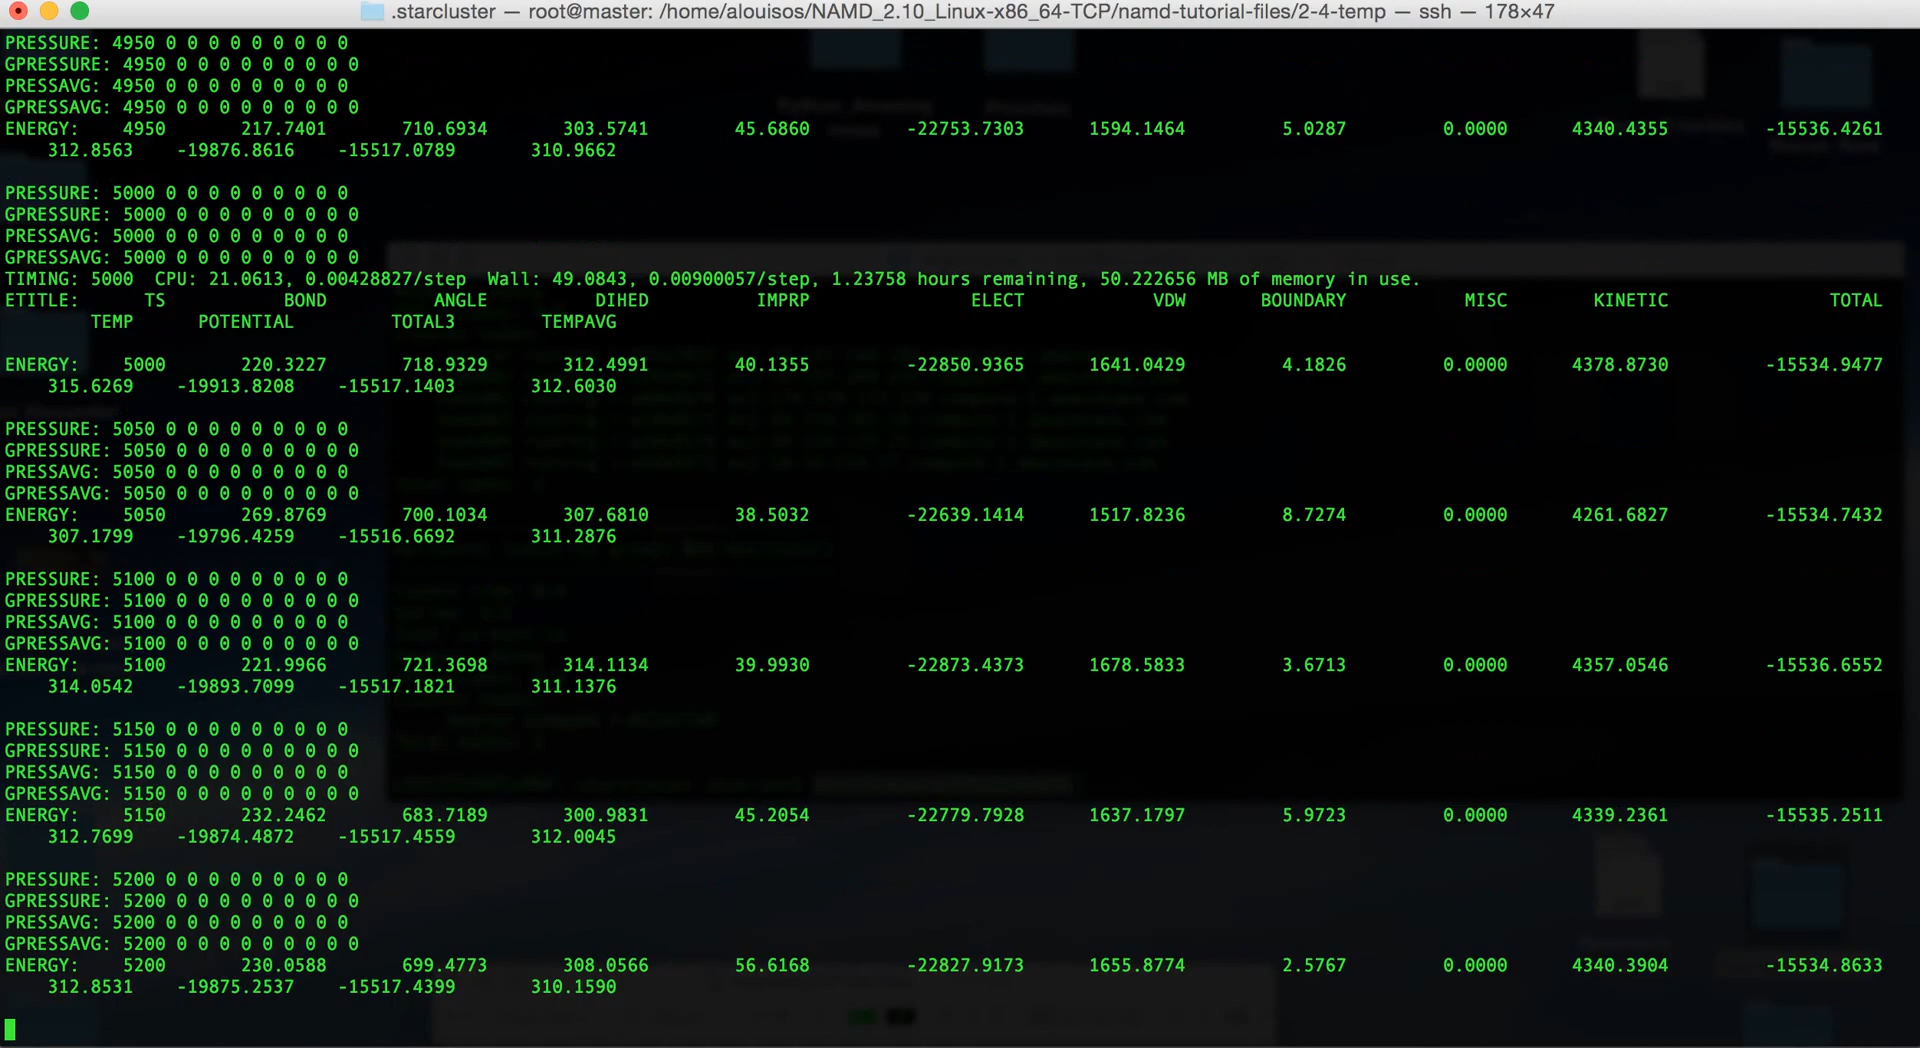 .starcluster — root@master: /home/alouisos/NAMD_2.10_Linux-x86_64-TCP/namd-tutorial-files/2-4-temp — ssh — 178×47
PRESSURE: 4950 0 0 0 0 0 0 0 0 0
GPRESSURE: 4950 0 0 0 0 0 0 0 0 0
PRESSAVG: 4950 0 0 0 0 0 0 0 0 0
GPRESSAVG: 4950 0 0 0 0 0 0 0 0 0
ENERGY: 4950 217.7401 710.6934 303.5741 45.6860 -22753.7303 1594.1464 5.0287 0.0000 4340.4355 -15536.4261
312.8563 -19876.8616 -15517.0789 310.9662
PRESSURE: 5000 0 0 0 0 0 0 0 0 0
GPRESSURE: 5000 0 0 0 0 0 0 0 0 0
PRESSAVG: 5000 0 0 0 0 0 0 0 0 0
GPRESSAVG: 5000 0 0 0 0 0 0 0 0 0
TIMING: 5000 CPU: 21.0613, 0.00428827/step Wall: 49.0843, 0.00900057/step, 1.23758 hours remaining, 50.222656 MB of memory in use.
ETITLE: TS BOND ANGLE DIHED IMPRP ELECT VDW BOUNDARY MISC KINETIC TOTAL
TEMP POTENTIAL TOTAL3 TEMPAVG
ENERGY: 5000 220.3227 718.9329 312.4991 40.1355 -22850.9365 1641.0429 4.1826 0.0000 4378.8730 -15534.9477
315.6269 -19913.8208 -15517.1403 312.6030
PRESSURE: 5050 0 0 0 0 0 0 0 0 0
GPRESSURE: 5050 0 0 0 0 0 0 0 0 0
PRESSAVG: 5050 0 0 0 0 0 0 0 0 0
GPRESSAVG: 5050 0 0 0 0 0 0 0 0 0
ENERGY: 5050 269.8769 700.1034 307.6810 38.5032 -22639.1414 1517.8236 8.7274 0.0000 4261.6827 -15534.7432
307.1799 -19796.4259 -15516.6692 311.2876
PRESSURE: 5100 0 0 0 0 0 0 0 0 0
GPRESSURE: 5100 0 0 0 0 0 0 0 0 0
PRESSAVG: 5100 0 0 0 0 0 0 0 0 0
GPRESSAVG: 5100 0 0 0 0 0 0 0 0 0
ENERGY: 5100 221.9966 721.3698 314.1134 39.9930 -22873.4373 1678.5833 3.6713 0.0000 4357.0546 -15536.6552
314.0542 -19893.7099 -15517.1821 311.1376
PRESSURE: 5150 0 0 0 0 0 0 0 0 0
GPRESSURE: 5150 0 0 0 0 0 0 0 0 0
PRESSAVG: 5150 0 0 0 0 0 0 0 0 0
GPRESSAVG: 5150 0 0 0 0 0 0 0 0 0
ENERGY: 5150 232.2462 683.7189 300.9831 45.2054 -22779.7928 1637.1797 5.9723 0.0000 4339.2361 -15535.2511
312.7699 -19874.4872 -15517.4559 312.0045
PRESSURE: 5200 0 0 0 0 0 0 0 0 0
GPRESSURE: 5200 0 0 0 0 0 0 0 0 0
PRESSAVG: 5200 0 0 0 0 0 0 0 0 0
GPRESSAVG: 5200 0 0 0 0 0 0 0 0 0
ENERGY: 5200 230.0588 699.4773 308.0566 56.6168 -22827.9173 1655.8774 2.5767 0.0000 4340.3904 -15534.8633
312.8531 -19875.2537 -15517.4399 310.1590